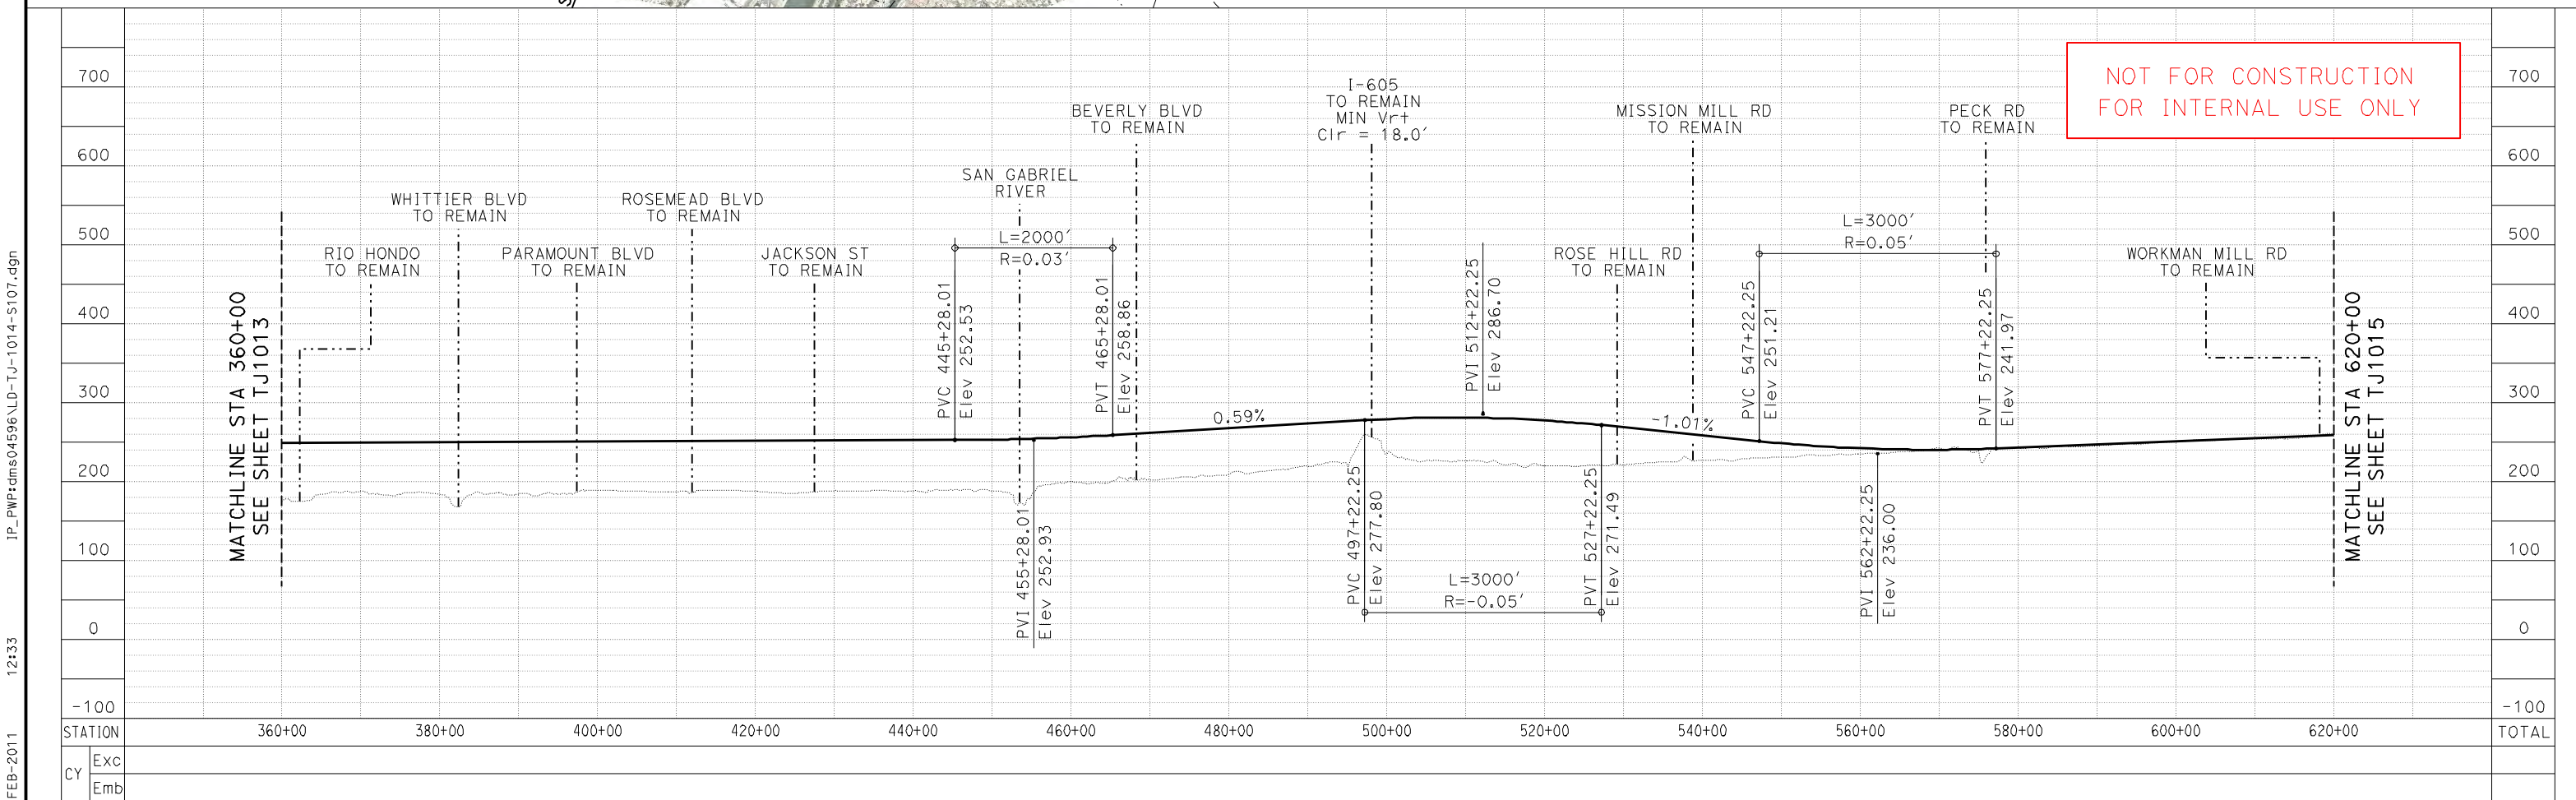 NOT FOR CONSTRUCTION
FOR INTERNAL USE ONLY
700
600
500
400
300
200
100
0
-100
700
600
500
400
300
200
100
0
-100
MATCHLINE STA 360+00
SEE SHEET TJ1013
RIO HONDO
TO REMAIN
WHITTIER BLVD
TO REMAIN
PARAMOUNT BLVD
TO REMAIN
ROSEMEAD BLVD
TO REMAIN
JACKSON ST
TO REMAIN
PVC 445+28.01
Elev 252.53
SAN GABRIEL
RIVER
L=2000'
R=0.03'
PVI 455+28.01
Elev 252.93
PVT 465+28.01
Elev 258.86
BEVERLY BLVD
TO REMAIN
0.59%
I-605
TO REMAIN
MIN Vrt
Clr = 18.0'
PVC 497+22.25
Elev 277.80
L=3000'
R=-0.05'
PVI 512+22.25
Elev 286.70
PVT 527+22.25
Elev 271.49
ROSE HILL RD
TO REMAIN
MISSION MILL RD
TO REMAIN
-1.01%
PVC 547+22.25
Elev 251.21
L=3000'
R=0.05'
PVI 562+22.25
Elev 236.00
PECK RD
TO REMAIN
PVT 577+22.25
Elev 241.97
WORKMAN MILL RD
TO REMAIN
MATCHLINE STA 620+00
SEE SHEET TJ1015
STATION
360+00
380+00
400+00
420+00
440+00
460+00
480+00
500+00
520+00
540+00
560+00
580+00
600+00
620+00
TOTAL
CY
Exc
Emb
IP_PWP:dms04596\LD-TJ-1014-S107.dgn
12:33
FEB-2011